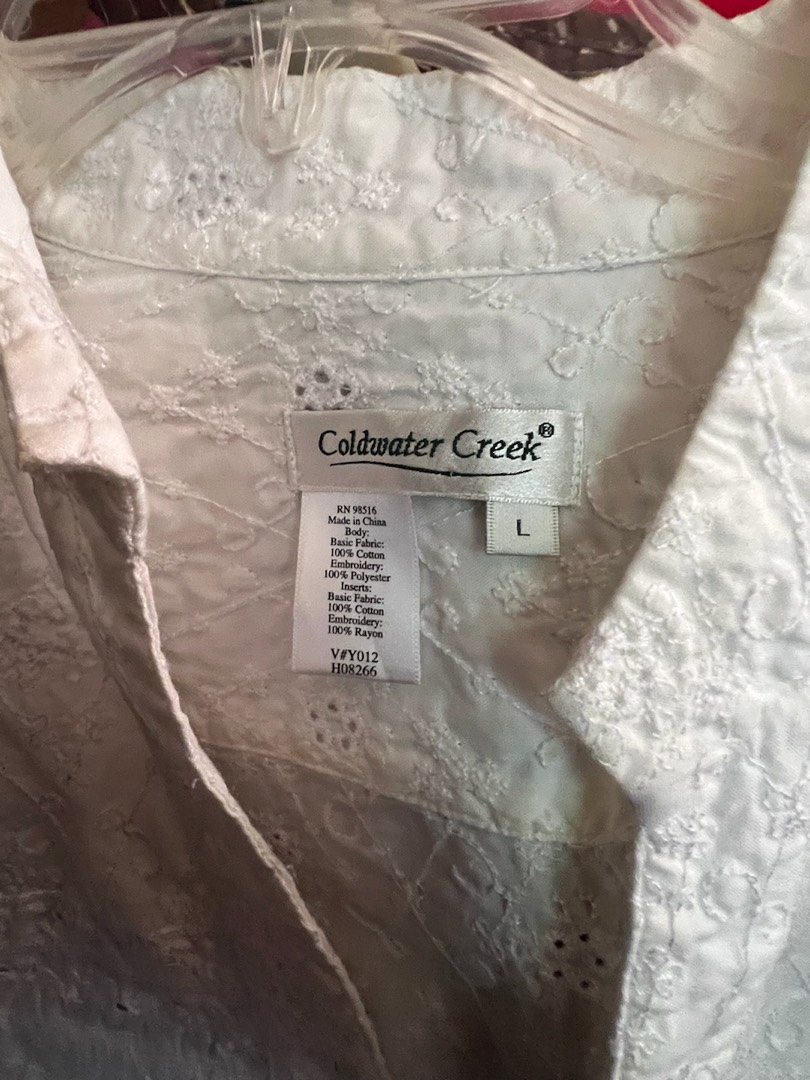 Coldwater Creek®
RN 98516
Made in China
Body:
Basic Fabric:
100% Cotton
Embroidery:
100% Polyester
Inserts:
Basic Fabric:
100% Cotton
Embroidery:
100% Rayon
V#Y012
H08266
L